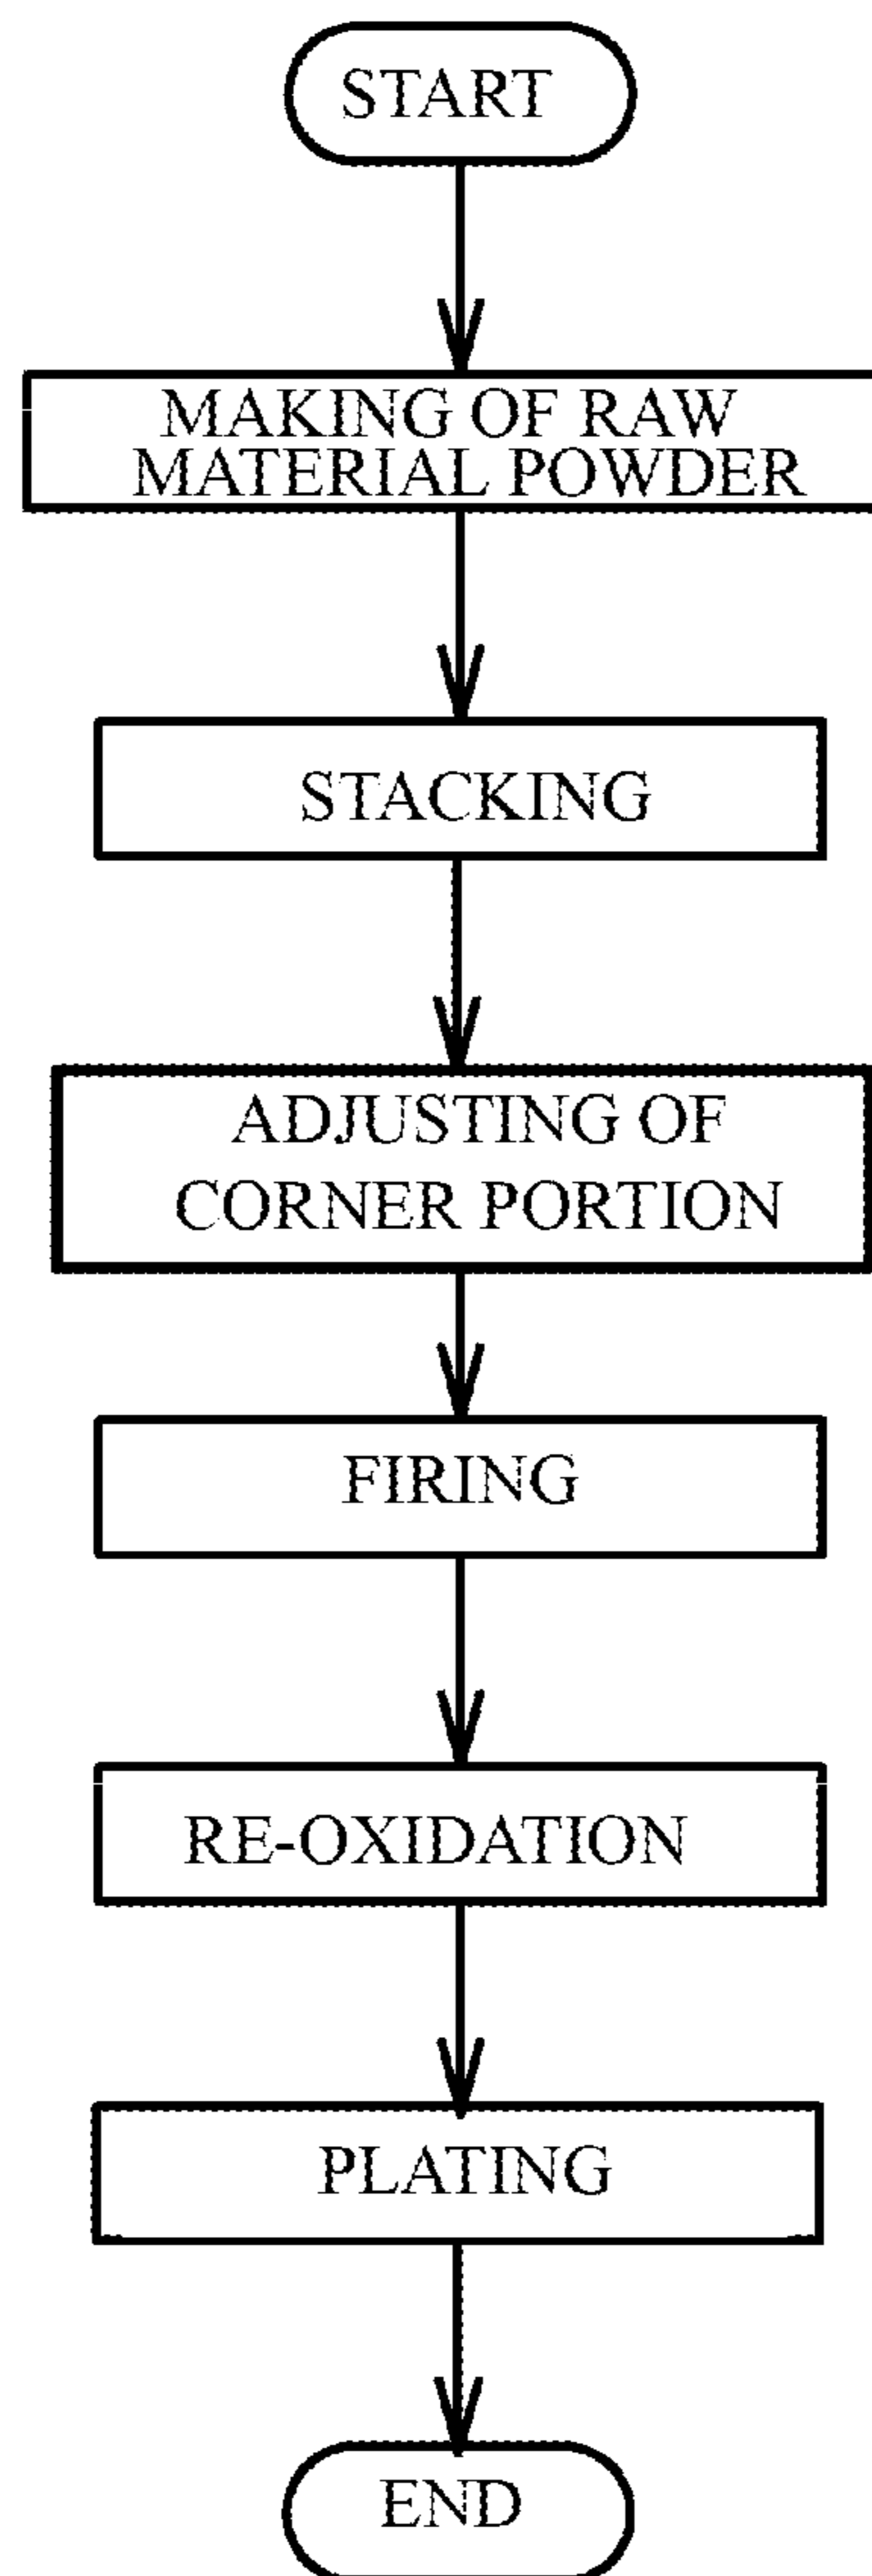 START
MAKING OF RAW
MATERIAL POWDER
STACKING
ADJUSTING OF
CORNER PORTION
FIRING
RE-OXIDATION
PLATING
END